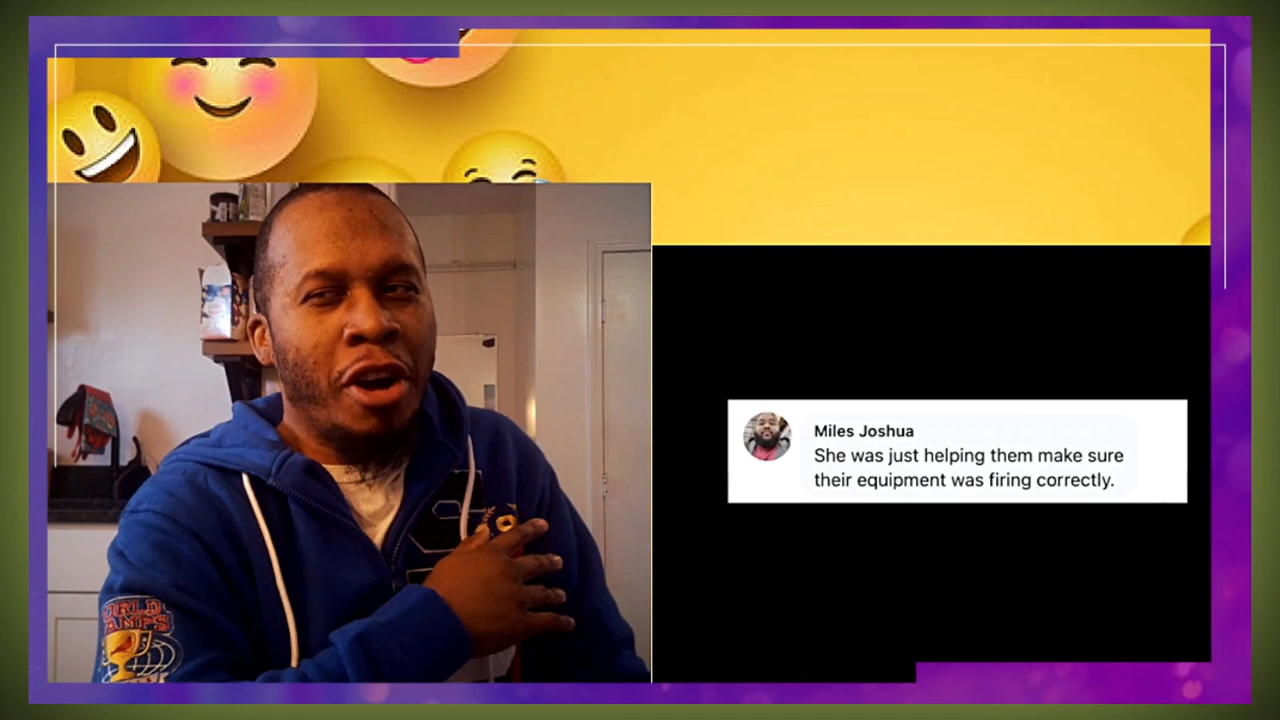 Miles Joshua
She was just helping them make sure
their equipment was firing correctly.